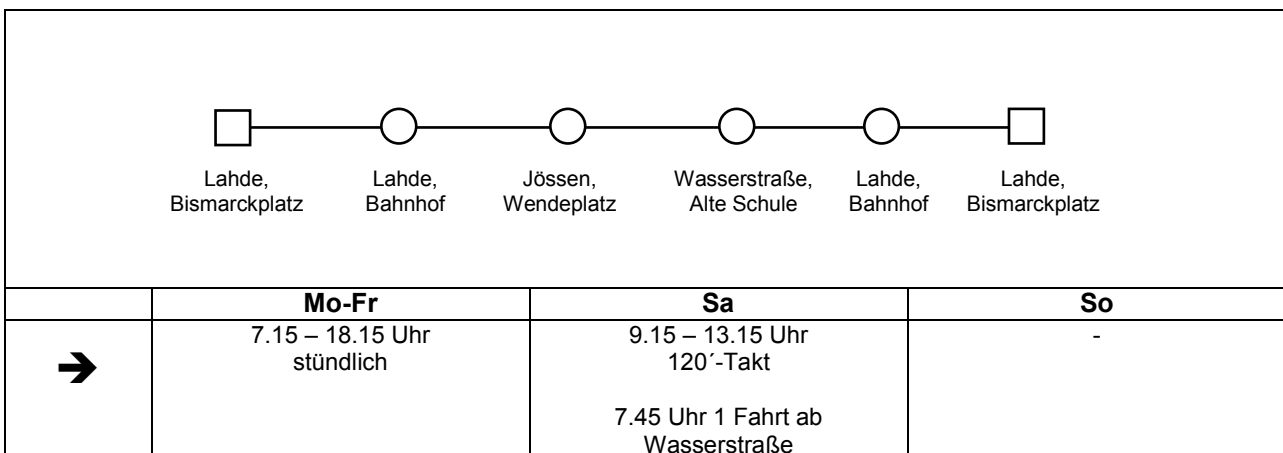 Lahde, Bismarckplatz
Lahde, Bahnhof
Jössen, Wendeplatz
Wasserstraße, Alte Schule
Lahde, Bahnhof
Lahde, Bismarckplatz
Mo-Fr Sa So
➔ 7.15 – 18.15 Uhr 9.15 – 13.15 Uhr -
stündlich 120´-Takt
7.45 Uhr 1 Fahrt ab
Wasserstraße